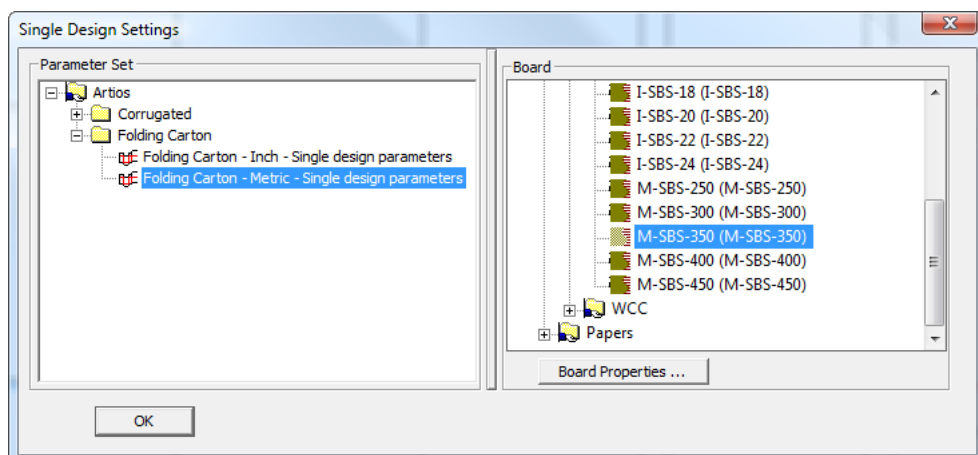 Single Design Settings
Parameter Set
Artios
Corrugated
Folding Carton
Folding Carton - Inch - Single design parameters
Folding Carton - Metric - Single design parameters
Board
I-SBS-18 (I-SBS-18)
I-SBS-20 (I-SBS-20)
I-SBS-22 (I-SBS-22)
I-SBS-24 (I-SBS-24)
M-SBS-250 (M-SBS-250)
M-SBS-300 (M-SBS-300)
M-SBS-350 (M-SBS-350)
M-SBS-400 (M-SBS-400)
M-SBS-450 (M-SBS-450)
WCC
Papers
Board Properties ...
OK